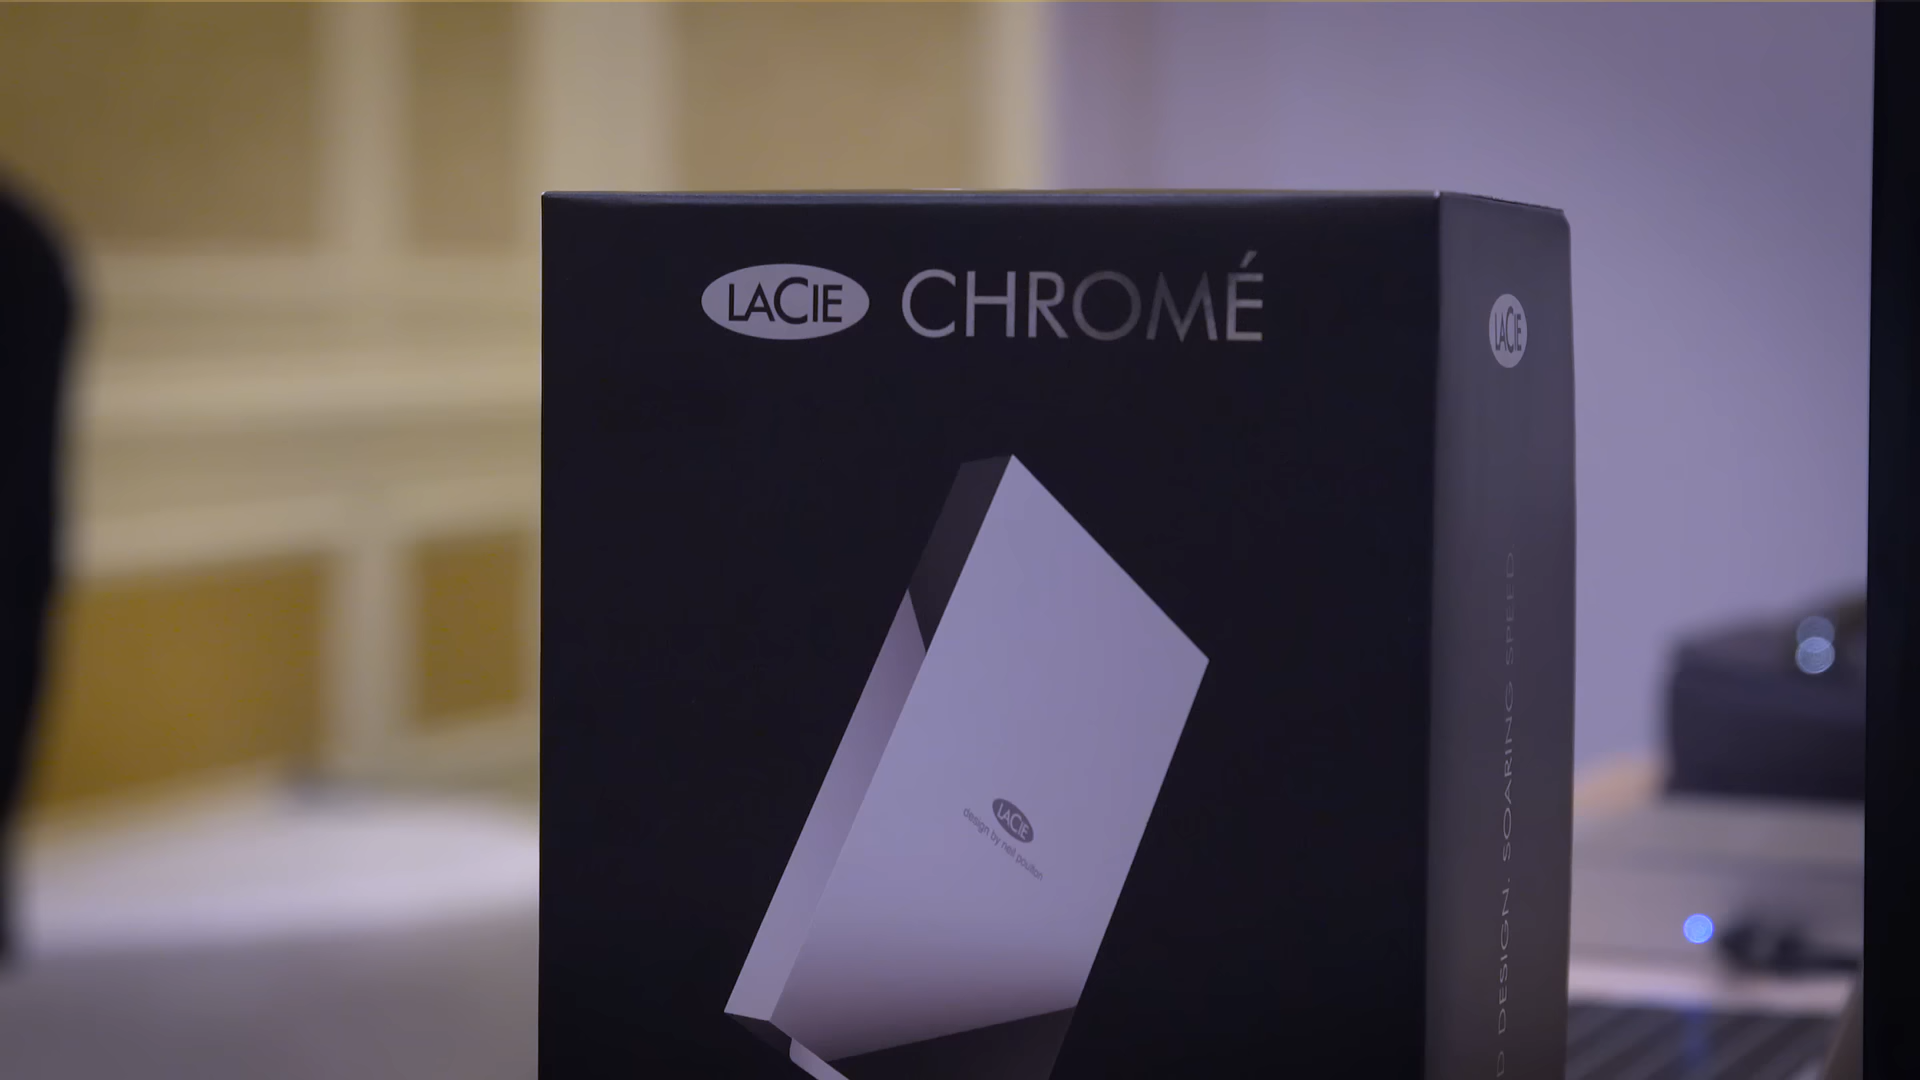 LACIE CHROMÉ
LACIE
design by neil poulton
LACIE
D DESIGN. SOARING SPEED